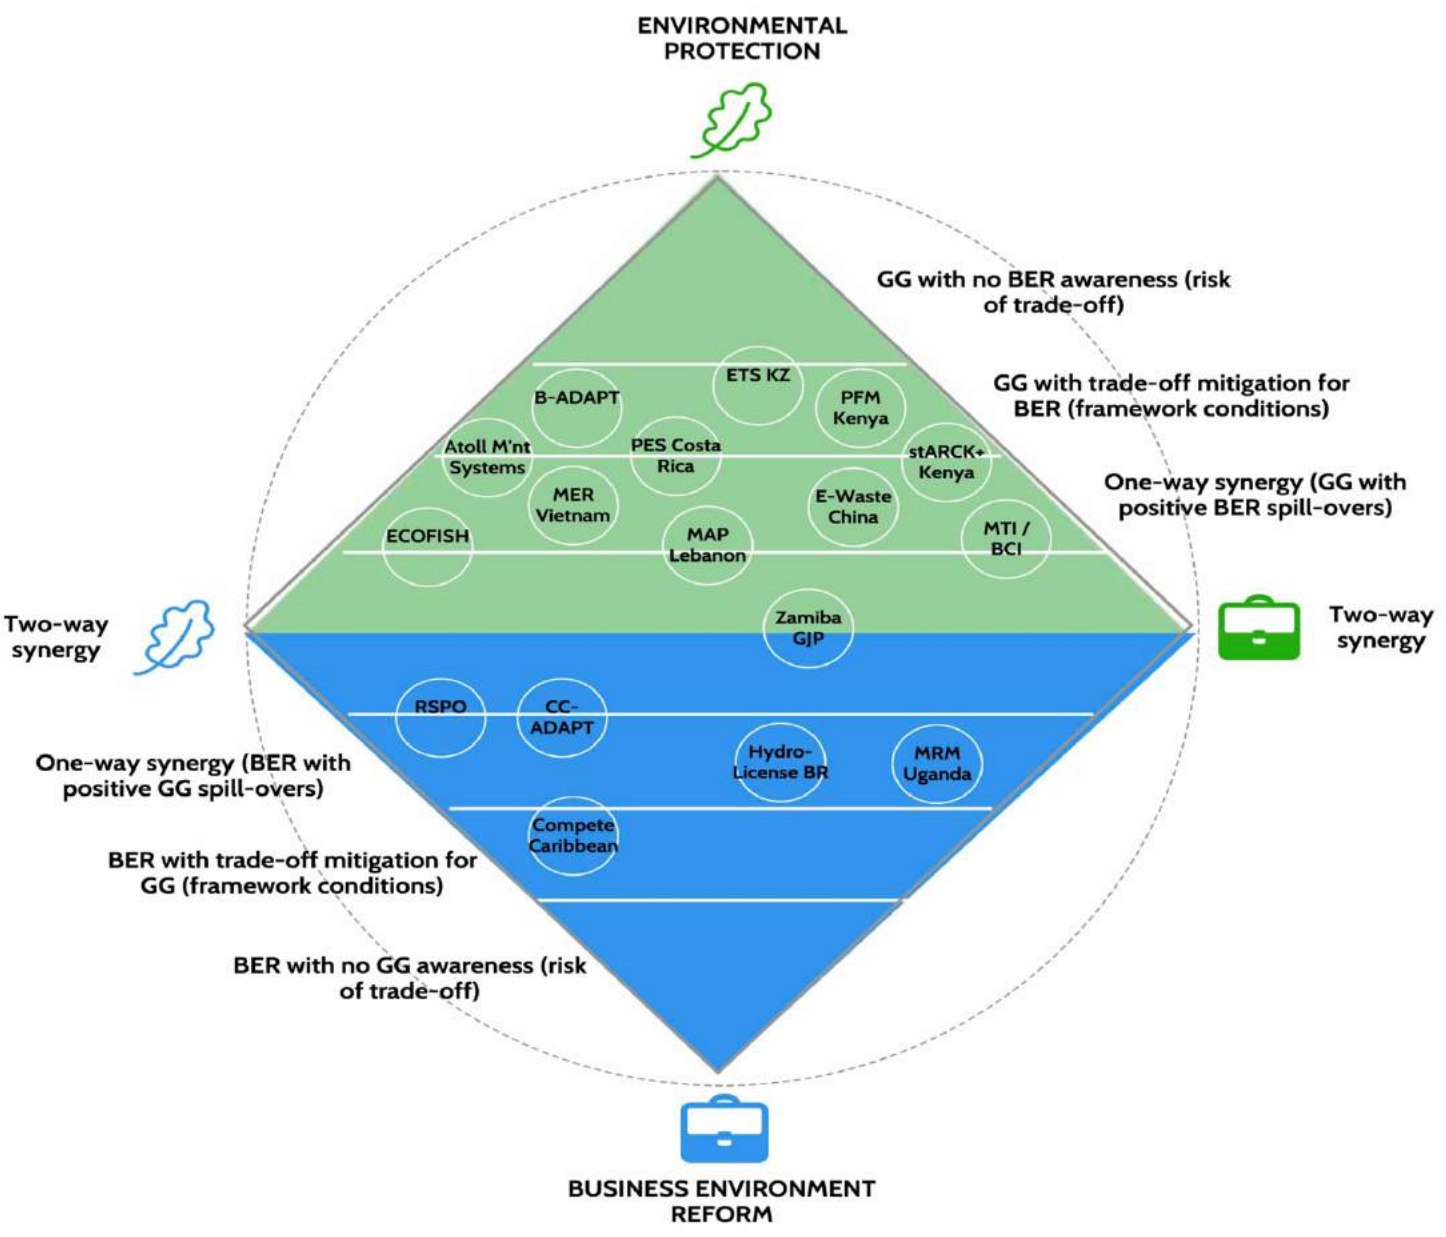 ENVIRONMENTAL
PROTECTION
GG with no BER awareness (risk
of trade-off)
GG with trade-off mitigation for
BER (framework conditions)
ETS KZ
B-ADAPT
PFM
Kenya
Atoll M'nt
Systems
PES Costa
Rica
stARCK+
Kenya
One-way synergy (GG with
positive BER spill-overs)
MER
Vietnam
E-Waste
China
ECOFISH
MAP
Lebanon
MTI /
BCI
Two-way
synergy
Zamiba
GJP
Two-way
synergy
RSPO
CC-
ADAPT
Hydro-
License BR
MRM
Uganda
One-way synergy (BER with
positive GG spill-overs)
Compete
Caribbean
BER with trade-off mitigation for
GG (framework conditions)
BER with no GG awareness (risk
of trade-off)
BUSINESS ENVIRONMENT
REFORM